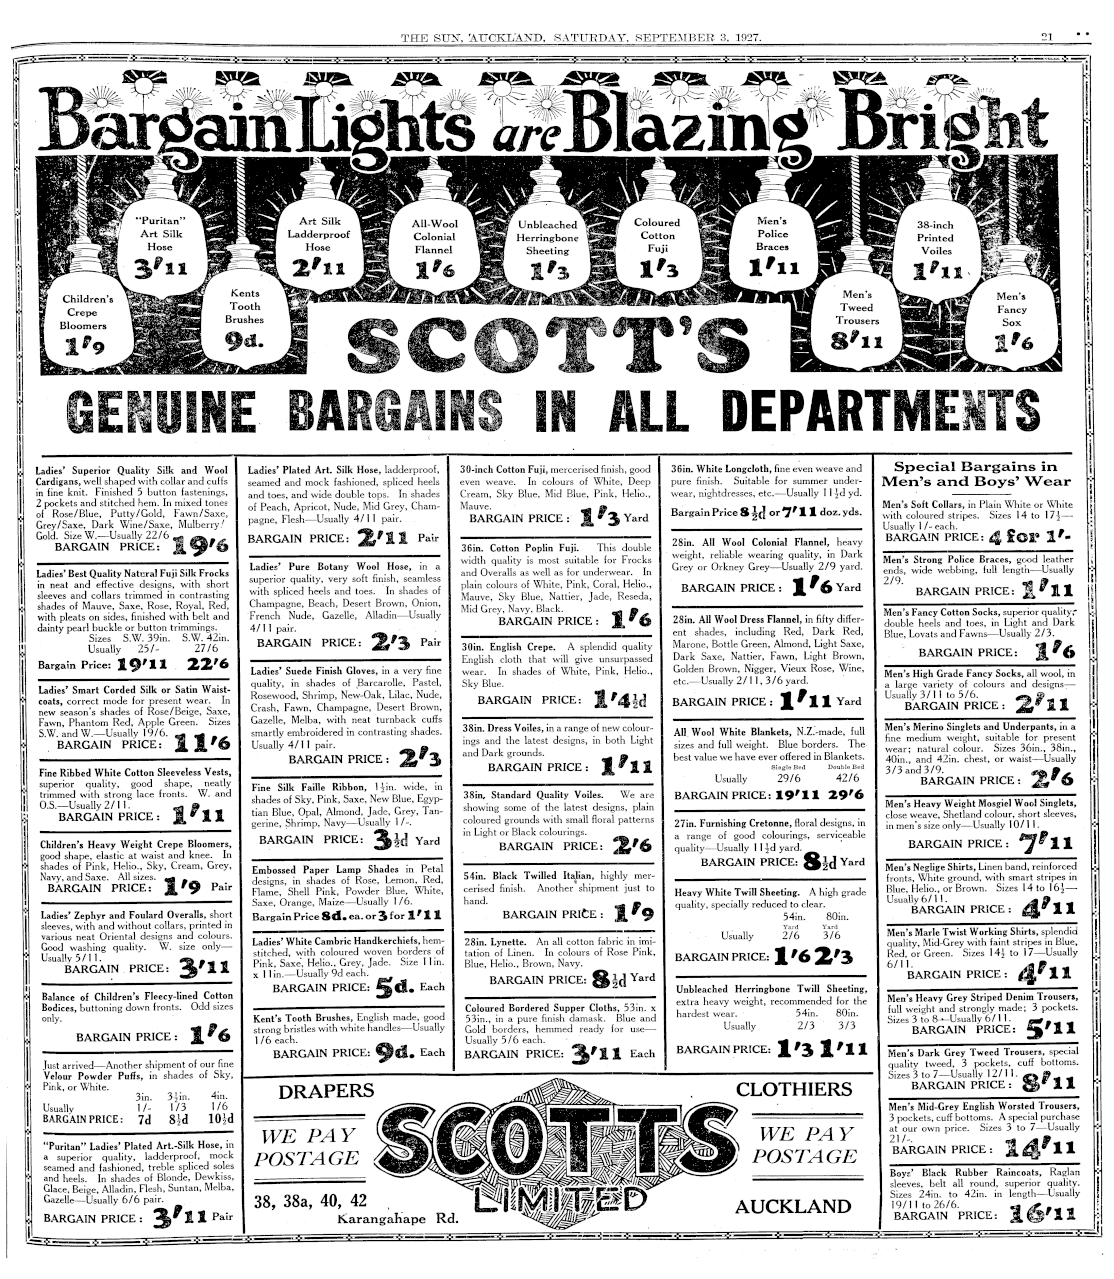 THE SUN, AUCKLAND, SATURDAY, SEPTEMBER 3, 1927.
21
Bargain Lights are Blazing Bright
"Puritan"
Art Silk
Hose
3/11
Art Silk
Ladderproof
Hose
2/11
All-Wool
Colonial
Flannel
1/6
Unbleached
Herringbone
Sheeting
1/3
Coloured
Cotton
Fuji
1/3
Men's
Police
Braces
1/11
38-inch
Printed
Voiles
1/11
Children's
Crepe
Bloomers
1/9
Kents
Tooth
Brushes
9d.
Men's
Tweed
Trousers
8/11
Men's
Fancy
Sox
1/6
SCOTT'S
GENUINE BARGAINS IN ALL DEPARTMENTS
Ladies' Superior Quality Silk and Wool
Cardigans, well shaped with collar and cuffs
in fine knit. Finished 5 button fastenings,
2 pockets and stitched hem. In mixed tones
of Rose/Blue, Putty/Gold, Fawn/Saxe,
Grey/Saxe, Dark Wine/Saxe, Mulberry/
Gold. Size W.—Usually 22/6
BARGAIN PRICE: 19/6
Ladies' Best Quality Natural Fuji Silk Frocks
in neat and effective designs, with short
sleeves and collars trimmed in contrasting
shades of Mauve, Saxe, Rose, Royal, Red,
with pleats on sides, finished with belt and
dainty pearl buckle or button trimmings.
Sizes S.W. 39in. S.W. 42in.
Usually 25/- 27/6
Bargain Price: 19/11 22/6
Ladies' Smart Corded Silk or Satin Waist-
coats, correct mode for present wear. In
new season's shades of Rose/Beige, Saxe,
Fawn, Phantom Red, Apple Green. Sizes
S.W. and W.—Usually 19/6.
BARGAIN PRICE: 11/6
Fine Ribbed White Cotton Sleeveless Vests,
superior quality, good shape, neatly
trimmed with strong lace fronts. W. and
O.S.—Usually 2/11.
BARGAIN PRICE: 1/11
Children's Heavy Weight Crepe Bloomers,
good shape, elastic at waist and knee. In
shades of Pink, Helio., Sky, Cream, Grey,
Navy, and Saxe. All sizes.
BARGAIN PRICE: 1/9 Pair
Ladies' Zephyr and Foulard Overalls, short
sleeves, with and without collars, printed in
various neat Oriental designs and colours.
Good washing quality. W. size only—
Usually 5/11.
BARGAIN PRICE: 3/11
Balance of Children's Fleecy-lined Cotton
Bodices, buttoning down fronts. Odd sizes
only.
BARGAIN PRICE: 1/6
Just arrived—Another shipment of our fine
Velour Powder Puffs, in shades of Sky,
Pink, or White.
3in. 3½in. 4in.
Usually 1/- 1/3 1/6
BARGAIN PRICE: 7d 8½d 10½d
"Puritan" Ladies' Plated Art.-Silk Hose, in
a superior quality, ladderproof, mock
seamed and fashioned, treble spliced soles
and heels. In shades of Blonde, Dewkiss,
Glace, Beige, Alladin, Flesh, Suntan, Melba,
Gazelle—Usually 6/6 pair.
BARGAIN PRICE: 3/11 Pair
Ladies' Plated Art. Silk Hose, ladderproof,
seamed and mock fashioned, spliced heels
and toes, and wide double tops. In shades
of Peach, Apricot, Nude, Mid Grey, Cham-
pagne, Flesh—Usually 4/11 pair.
BARGAIN PRICE: 2/11 Pair
Ladies' Pure Botany Wool Hose, in a
superior quality, very soft finish, seamless
with spliced heels and toes. In shades of
Champagne, Beach, Desert Brown, Onion,
French Nude, Gazelle, Alladin—Usually
4/11 pair.
BARGAIN PRICE: 2/3 Pair
Ladies' Suede Finish Gloves, in a very fine
quality, in shades of Barcarolle, Pastel,
Rosewood, Shrimp, New-Oak, Lilac, Nude,
Crash, Fawn, Champagne, Desert Brown,
Gazelle, Melba, with neat turnback cuffs
smartly embroidered in contrasting shades.
Usually 4/11 pair.
BARGAIN PRICE: 2/3
Fine Silk Faille Ribbon, 1½in. wide, in
shades of Sky, Pink, Saxe, New Blue, Egyp-
tian Blue, Opal, Almond, Jade, Grey, Tan-
gerine, Shrimp, Navy—Usually 1/-.
BARGAIN PRICE: 3½d Yard
Embossed Paper Lamp Shades in Petal
designs, in shades of Rose, Lemon, Red,
Flame, Shell Pink, Powder Blue, White,
Saxe, Orange, Maize—Usually 1/6.
Bargain Price 8d. ea. or 3 for 1/11
Ladies' White Cambric Handkerchiefs, hem-
stitched, with coloured woven borders of
Pink, Saxe, Helio., Grey, Jade. Size 11in.
x 11in.—Usually 9d each.
BARGAIN PRICE: 5d. Each
Kent's Tooth Brushes, English made, good
strong bristles with white handles—Usually
1/6 each.
BARGAIN PRICE: 9d. Each
30-inch Cotton Fuji, mercerised finish, good
even weave. In colours of White, Deep
Cream, Sky Blue, Mid Blue, Pink, Helio.,
Mauve.
BARGAIN PRICE: 1/3 Yard
36in. Cotton Poplin Fuji. This double
width quality is most suitable for Frocks
and Overalls as well as for underwear. In
plain colours of White, Pink, Coral, Helio.,
Mauve, Sky Blue, Nattier, Jade, Reseda,
Mid Grey, Navy, Black.
BARGAIN PRICE: 1/6
30in. English Crepe. A splendid quality
English cloth that will give unsurpassed
wear. In shades of White, Pink, Helio.,
Sky Blue.
BARGAIN PRICE: 1/4½d
38in. Dress Voiles, in a range of new colour-
ings and the latest designs, in both Light
and Dark grounds.
BARGAIN PRICE: 1/11
38in, Standard Quality Voiles. We are
showing some of the latest designs, plain
coloured grounds with small floral patterns
in Light or Black colourings.
BARGAIN PRICE: 2/6
54in. Black Twilled Italian, highly mer-
cerised finish. Another shipment just to
hand.
BARGAIN PRICE: 1/9
28in. Lynette. An all cotton fabric in imi-
tation of Linen. In colours of Rose Pink,
Blue, Helio., Brown, Navy.
BARGAIN PRICE: 8½d Yard
Coloured Bordered Supper Cloths, 53in. x
53in., in a pure finish damask. Blue and
Gold borders, hemmed ready for use—
Usually 5/6 each.
BARGAIN PRICE: 3/11 Each
36in. White Longcloth, fine even weave and
pure finish. Suitable for summer under-
wear, nightdresses, etc.—Usually 11½d yd.
Bargain Price 8½d or 7/11 doz. yds.
28in. All Wool Colonial Flannel, heavy
weight, reliable wearing quality, in Dark
Grey or Orkney Grey—Usually 2/9 yard.
BARGAIN PRICE: 1/6 Yard
28in. All Wool Dress Flannel, in fifty differ-
ent shades, including Red, Dark Red,
Marone, Bottle Green, Almond, Light Saxe,
Dark Saxe, Nattier, Fawn, Light Brown,
Golden Brown, Nigger, Vieux Rose, Wine,
etc.—Usually 2/11, 3/6 yard.
BARGAIN PRICE: 1/11 Yard
All Wool White Blankets, N.Z.-made, full
sizes and full weight. Blue borders. The
best value we have ever offered in Blankets.
Single Bed Double Bed
Usually 29/6 42/6
BARGAIN PRICE: 19/11 29/6
27in. Furnishing Cretonne, floral designs, in
a range of good colourings, serviceable
quality—Usually 11½d yard.
BARGAIN PRICE: 8½d Yard
Heavy White Twill Sheeting. A high grade
quality, specially reduced to clear.
54in. 80in.
Yard Yard
Usually 2/6 3/6
BARGAIN PRICE: 1/6 2/3
Unbleached Herringbone Twill Sheeting,
extra heavy weight, recommended for the
hardest wear. 54in. 80in.
Usually 2/3 3/3
BARGAIN PRICE: 1/3 1/11
Special Bargains in
Men's and Boys' Wear
Men's Soft Collars, in Plain White or White
with coloured stripes. Sizes 14 to 17½—
Usually 1/- each.
BARGAIN PRICE: 4 for 1/-
Men's Strong Police Braces, good leather
ends, wide webbing, full length—Usually
2/9.
BARGAIN PRICE: 1/11
Men's Fancy Cotton Socks, superior quality,
double heels and toes, in Light and Dark
Blue, Lovats and Fawns—Usually 2/3.
BARGAIN PRICE: 1/6
Men's High Grade Fancy Socks, all wool, in
a large variety of colours and designs—
Usually 3/11 to 5/6.
BARGAIN PRICE: 2/11
Men's Merino Singlets and Underpants, in a
fine medium weight, suitable for present
wear; natural colour. Sizes 36in., 38in.,
40in., and 42in. chest, or waist—Usually
3/3 and 3/9.
BARGAIN PRICE: 2/6
Men's Heavy Weight Mosgiel Wool Singlets,
close weave, Shetland colour, short sleeves,
in men's size only—Usually 10/11.
BARGAIN PRICE: 7/11
Men's Neglige Shirts, Linen band, reinforced
fronts, White ground, with smart stripes in
Blue, Helio., or Brown. Sizes 14 to 16½—
Usually 6/11.
BARGAIN PRICE: 4/11
Men's Marle Twist Working Shirts, splendid
quality, Mid-Grey with faint stripes in Blue,
Red, or Green. Sizes 14½ to 17—Usually
6/11.
BARGAIN PRICE: 4/11
Men's Heavy Grey Striped Denim Trousers,
full weight and strongly made; 3 pockets.
Sizes 3 to 8—Usually 6/11.
BARGAIN PRICE: 5/11
Men's Dark Grey Tweed Trousers, special
quality tweed, 3 pockets, cuff bottoms.
Sizes 3 to 7—Usually 12/11.
BARGAIN PRICE: 8/11
Men's Mid-Grey English Worsted Trousers,
3 pockets, cuff bottoms. A special purchase
at our own price. Sizes 3 to 7—Usually
21/-.
BARGAIN PRICE: 14/11
Boys' Black Rubber Raincoats, Raglan
sleeves, belt all round, superior quality.
Sizes 24in. to 42in. in length—Usually
19/11 to 26/6.
BARGAIN PRICE: 16/11
DRAPERS
WE PAY
POSTAGE
38, 38a, 40, 42
Karangahape Rd.
SCOTTS
LIMITED
CLOTHIERS
WE PAY
POSTAGE
AUCKLAND